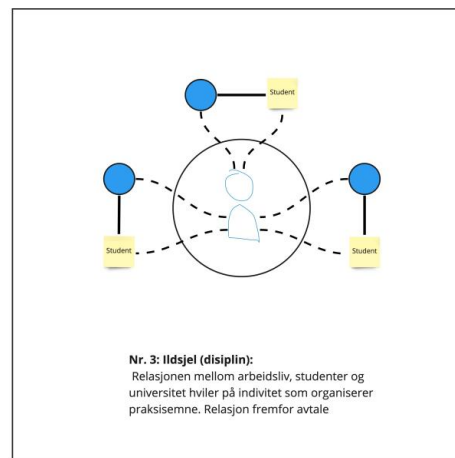 Student
Student
Student
Nr. 3: Ildsjel (disiplin):
Relasjonen mellom arbeidsliv, studenter og
universitet hviler på indivitet som organiserer
praksisemne. Relasjon fremfor avtale